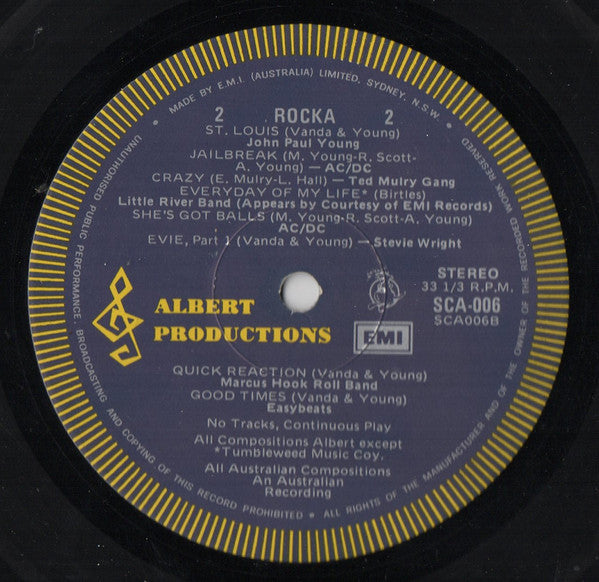 MADE BY E.M.I. (AUSTRALIA) LIMITED, SYDNEY, N.S.W. •
2 ROCKA 2
ST. LOUIS (Vanda & Young)
John Paul Young
JAILBREAK (M. Young-R. Scott-
A. Young) — AC/DC
CRAZY (E. Mulry-L. Hall) — Ted Mulry Gang
EVERYDAY OF MY LIFE* (Birtles)
Little River Band (Appears by Courtesy of EMI Records)
SHE'S GOT BALLS (M. Young-R. Scott-A. Young)
AC/DC
EVIE, Part 1 (Vanda & Young) — Stevie Wright
STEREO
33 1/3 R.P.M.
SCA-006
SCA006B
ALBERT
PRODUCTIONS
EMI
QUICK REACTION (Vanda & Young)
Marcus Hook Roll Band
GOOD TIMES (Vanda & Young)
Easybeats
No Tracks, Continuous Play
All Compositions Albert except
*Tumbleweed Music Coy.
All Australian Compositions
An Australian
Recording
UNAUTHORISED PUBLIC PERFORMANCE, BROADCASTING AND COPYING OF THIS RECORD PROHIBITED • ALL RIGHTS OF THE MANUFACTURER AND OF THE OWNER OF THE RECORDED WORK RESERVED •